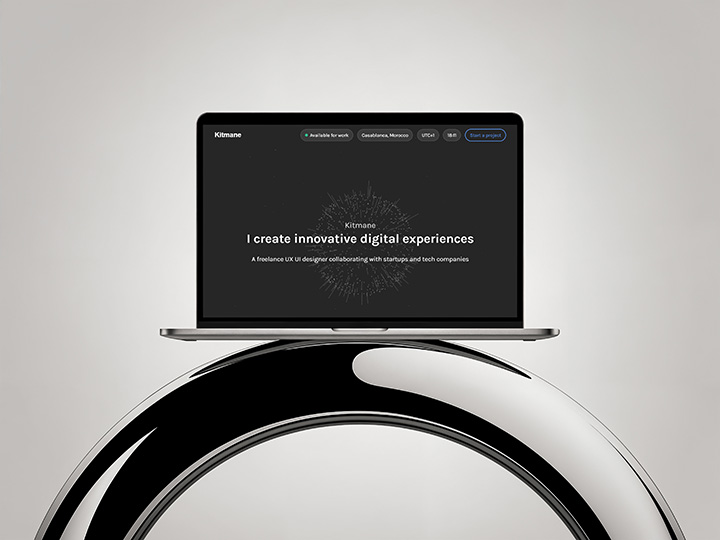 Kitmane
Available for work
Casablanca, Morocco
UTC+1
18:11
Start a project
Kitmane
I create innovative digital experiences
A freelance UX UI designer collaborating with startups and tech companies